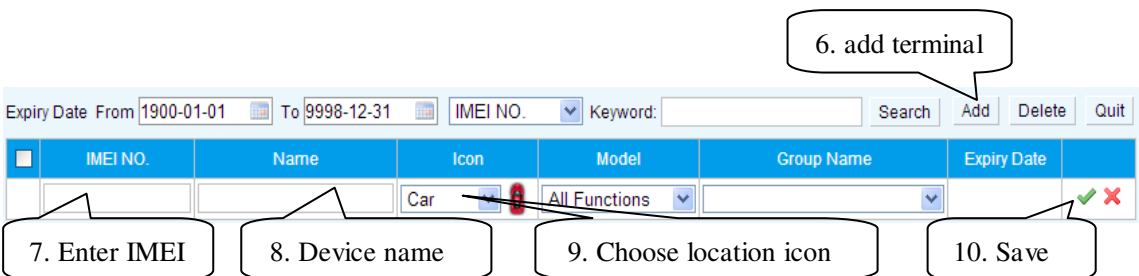 6. add terminal
Expiry Date From 1900-01-01 To 9998-12-31 IMEI NO. Keyword: Search Add Delete Quit
IMEI NO. Name Icon Model Group Name Expiry Date
Car All Functions
7. Enter IMEI 8. Device name 9. Choose location icon 10. Save